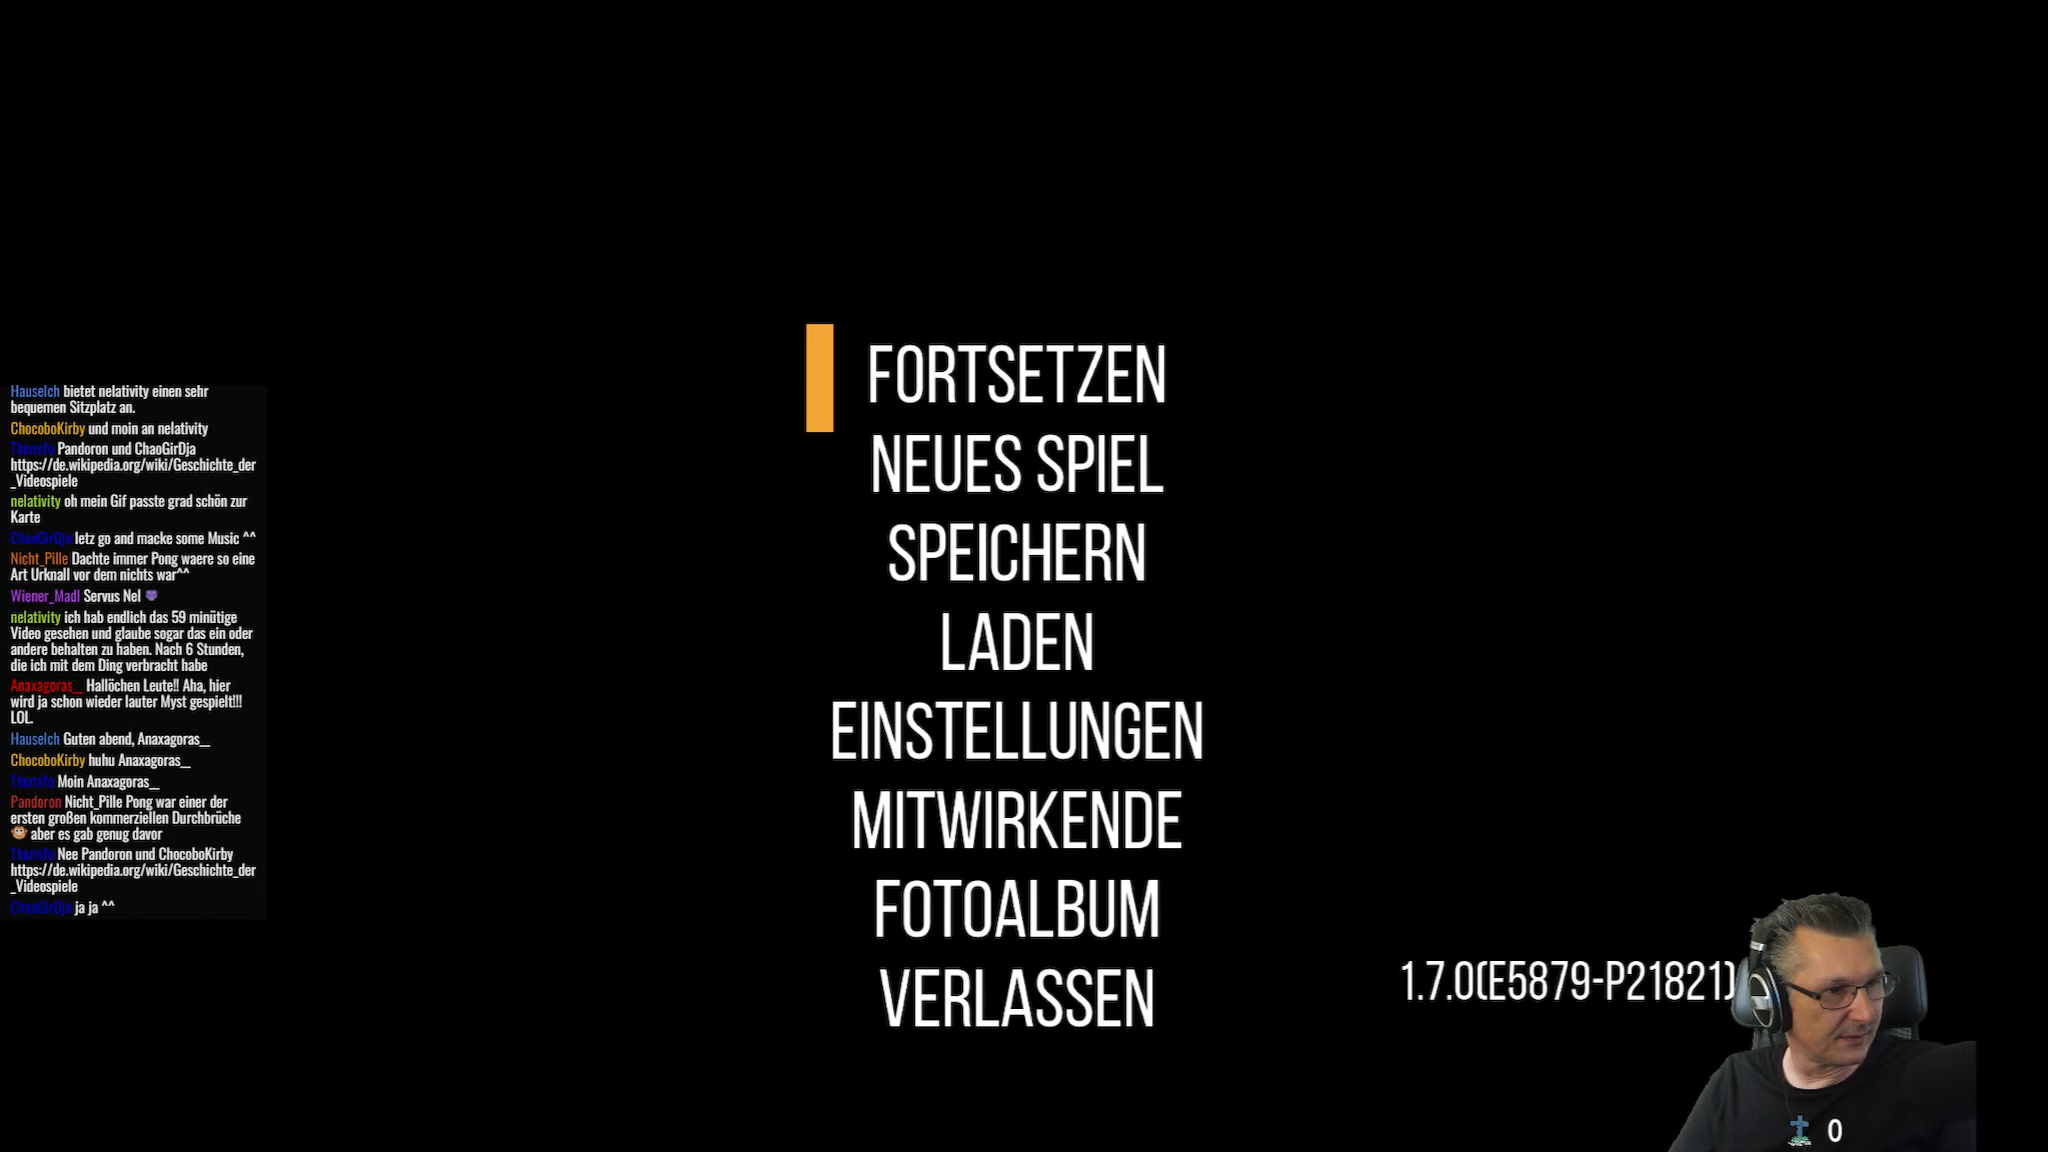 Hauselch bietet nelativity einen sehr
bequemen Sitzplatz an.
ChocoboKirby und moin an nelativity
Thornifo Pandoron und ChaoGirDja
https://de.wikipedia.org/wiki/Geschichte_der
_Videospiele
nelativity oh mein Gif passte grad schön zur
Karte
ChaoGirDja letz go and macke some Music ^^
Nicht_Pille Dachte immer Pong waere so eine
Art Urknall vor dem nichts war^^
Wiener_Madl Servus Nel
nelativity ich hab endlich das 59 minütige
Video gesehen und glaube sogar das ein oder
andere behalten zu haben. Nach 6 Stunden,
die ich mit dem Ding verbracht habe
Anaxagoras__ Hallöchen Leute!! Aha, hier
wird ja schon wieder lauter Myst gespielt!!!
LOL.
Hauselch Guten abend, Anaxagoras__
ChocoboKirby huhu Anaxagoras__
Moin Anaxagoras__
Pandoron Nicht_Pille Pong war einer der
ersten großen kommerziellen Durchbrüche
aber es gab genug davor
Nee Pandoron und ChocoboKirby
https://de.wikipedia.org/wiki/Geschichte_der
_Videospiele
ChaoGirDja ja ja ^^
FORTSETZEN
NEUES SPIEL
SPEICHERN
LADEN
EINSTELLUNGEN
MITWIRKENDE
FOTOALBUM
VERLASSEN
1.7.0(E5879-P21821)
0